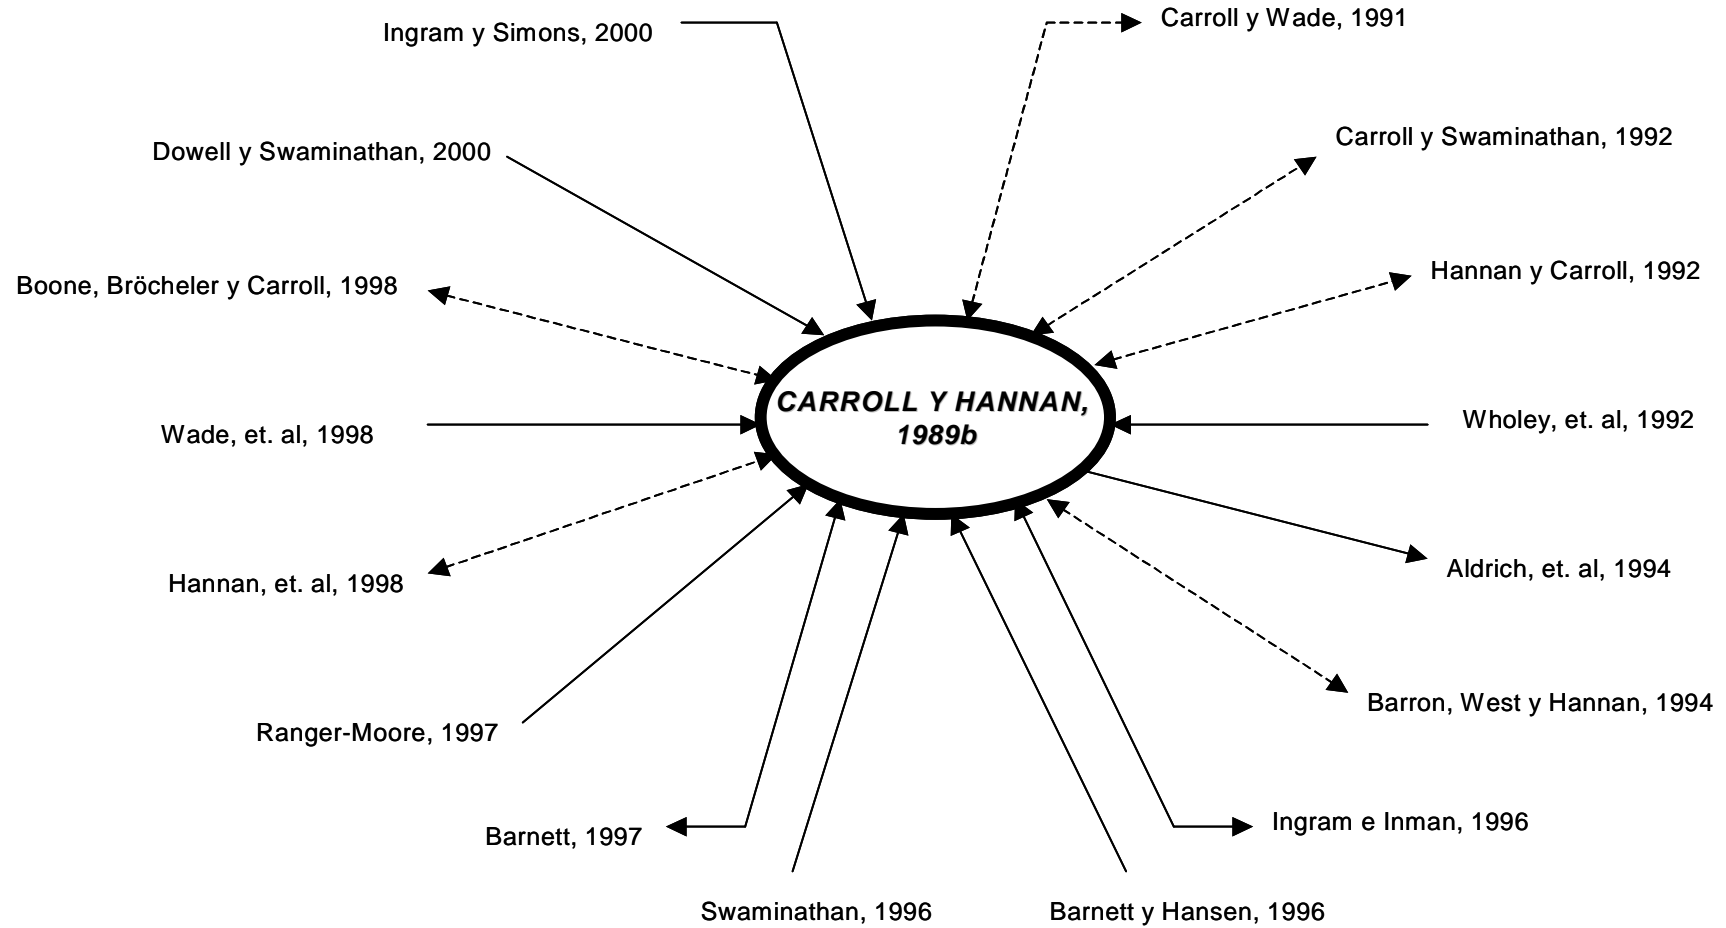 Carroll y Wade, 1991
Ingram y Simons, 2000
Carroll y Swaminathan, 1992
Dowell y Swaminathan, 2000
Hannan y Carroll, 1992
Boone, Bröcheler y Carroll, 1998
CARROLL Y HANNAN,
1989b
Wholey, et. al, 1992
Wade, et. al, 1998
Aldrich, et. al, 1994
Hannan, et. al, 1998
Barron, West y Hannan, 1994
Ranger-Moore, 1997
Ingram e Inman, 1996
Barnett, 1997
Swaminathan, 1996
Barnett y Hansen, 1996